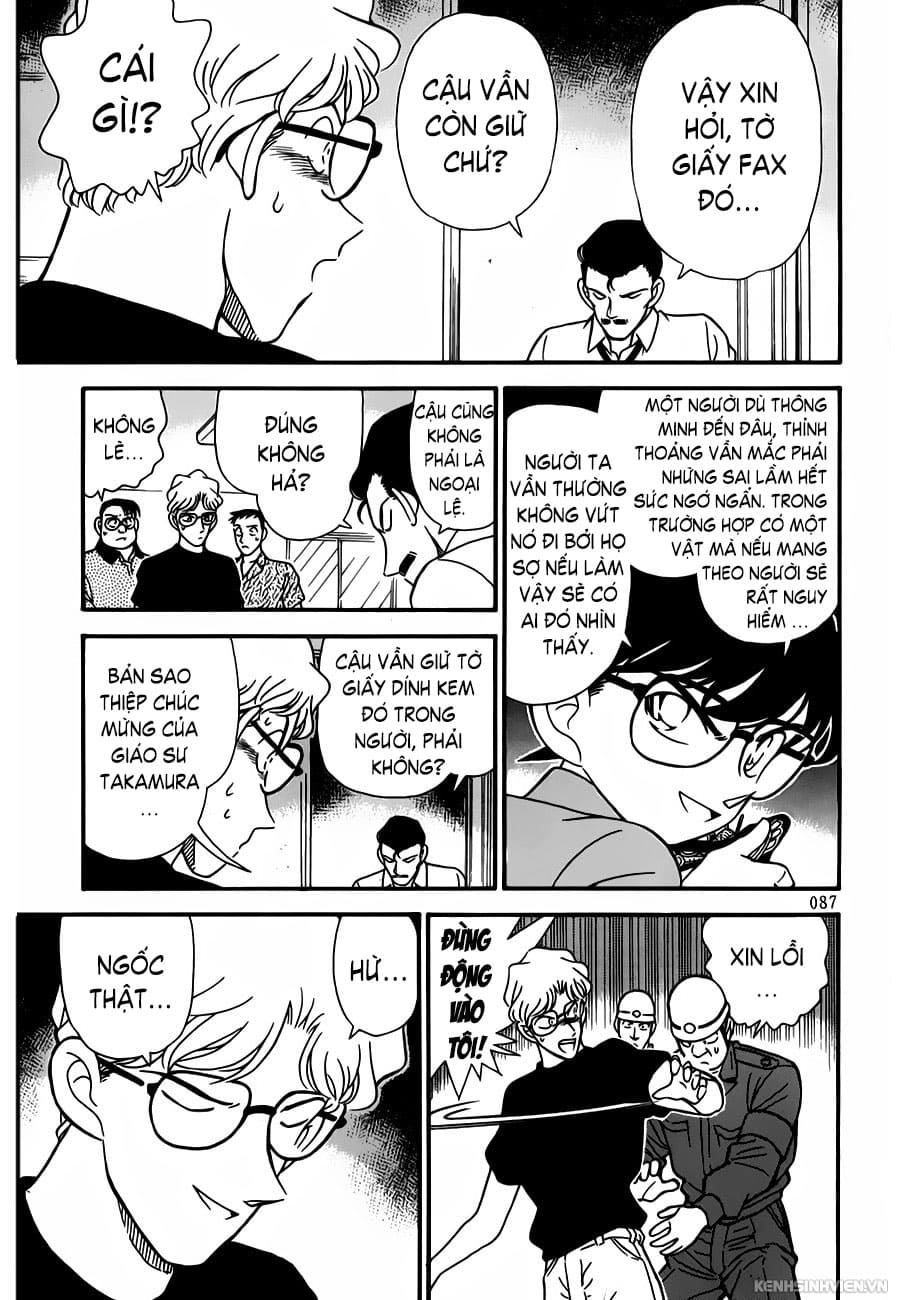 VẬY XIN
HỎI, TỜ
GIẤY FAX
ĐÓ...
CẬU VẪN
CÒN GIỮ
CHỨ?
CÁI
GÌ!?
MỘT NGƯỜI DÙ THÔNG
MINH ĐẾN ĐÂU, THỈNH
THOẢNG VẪN MẮC PHẢI
NHỮNG SAI LẦM HẾT
SỨC NGỚ NGẨN. TRONG
TRƯỜNG HỢP CÓ MỘT
VẬT MÀ NẾU MANG
THEO NGƯỜI SẼ
RẤT NGUY
HIỂM ...
NGƯỜI TA
VẪN THƯỜNG
KHÔNG VỨT
NÓ ĐI BỞI HỌ
SỢ NẾU LÀM
VẬY SẼ CÓ
AI ĐÓ NHÌN
THẤY.
CẬU CŨNG
KHÔNG
PHẢI LÀ
NGOẠI
LỆ.
ĐÚNG
KHÔNG
HẢ?
KHÔNG
LẼ...
CẬU VẪN GIỮ TỜ
GIẤY DÍNH KEM
ĐÓ TRONG
NGƯỜI, PHẢI
KHÔNG?
BẢN SAO
THIỆP CHÚC
MỪNG CỦA
GIÁO SƯ
TAKAMURA
...
087
XIN LỖI
...
ĐỪNG
ĐỘNG
VÀO
TÔI!
HỪ...
NGỐC
THẬT...
KENHSINHVIEN.VN